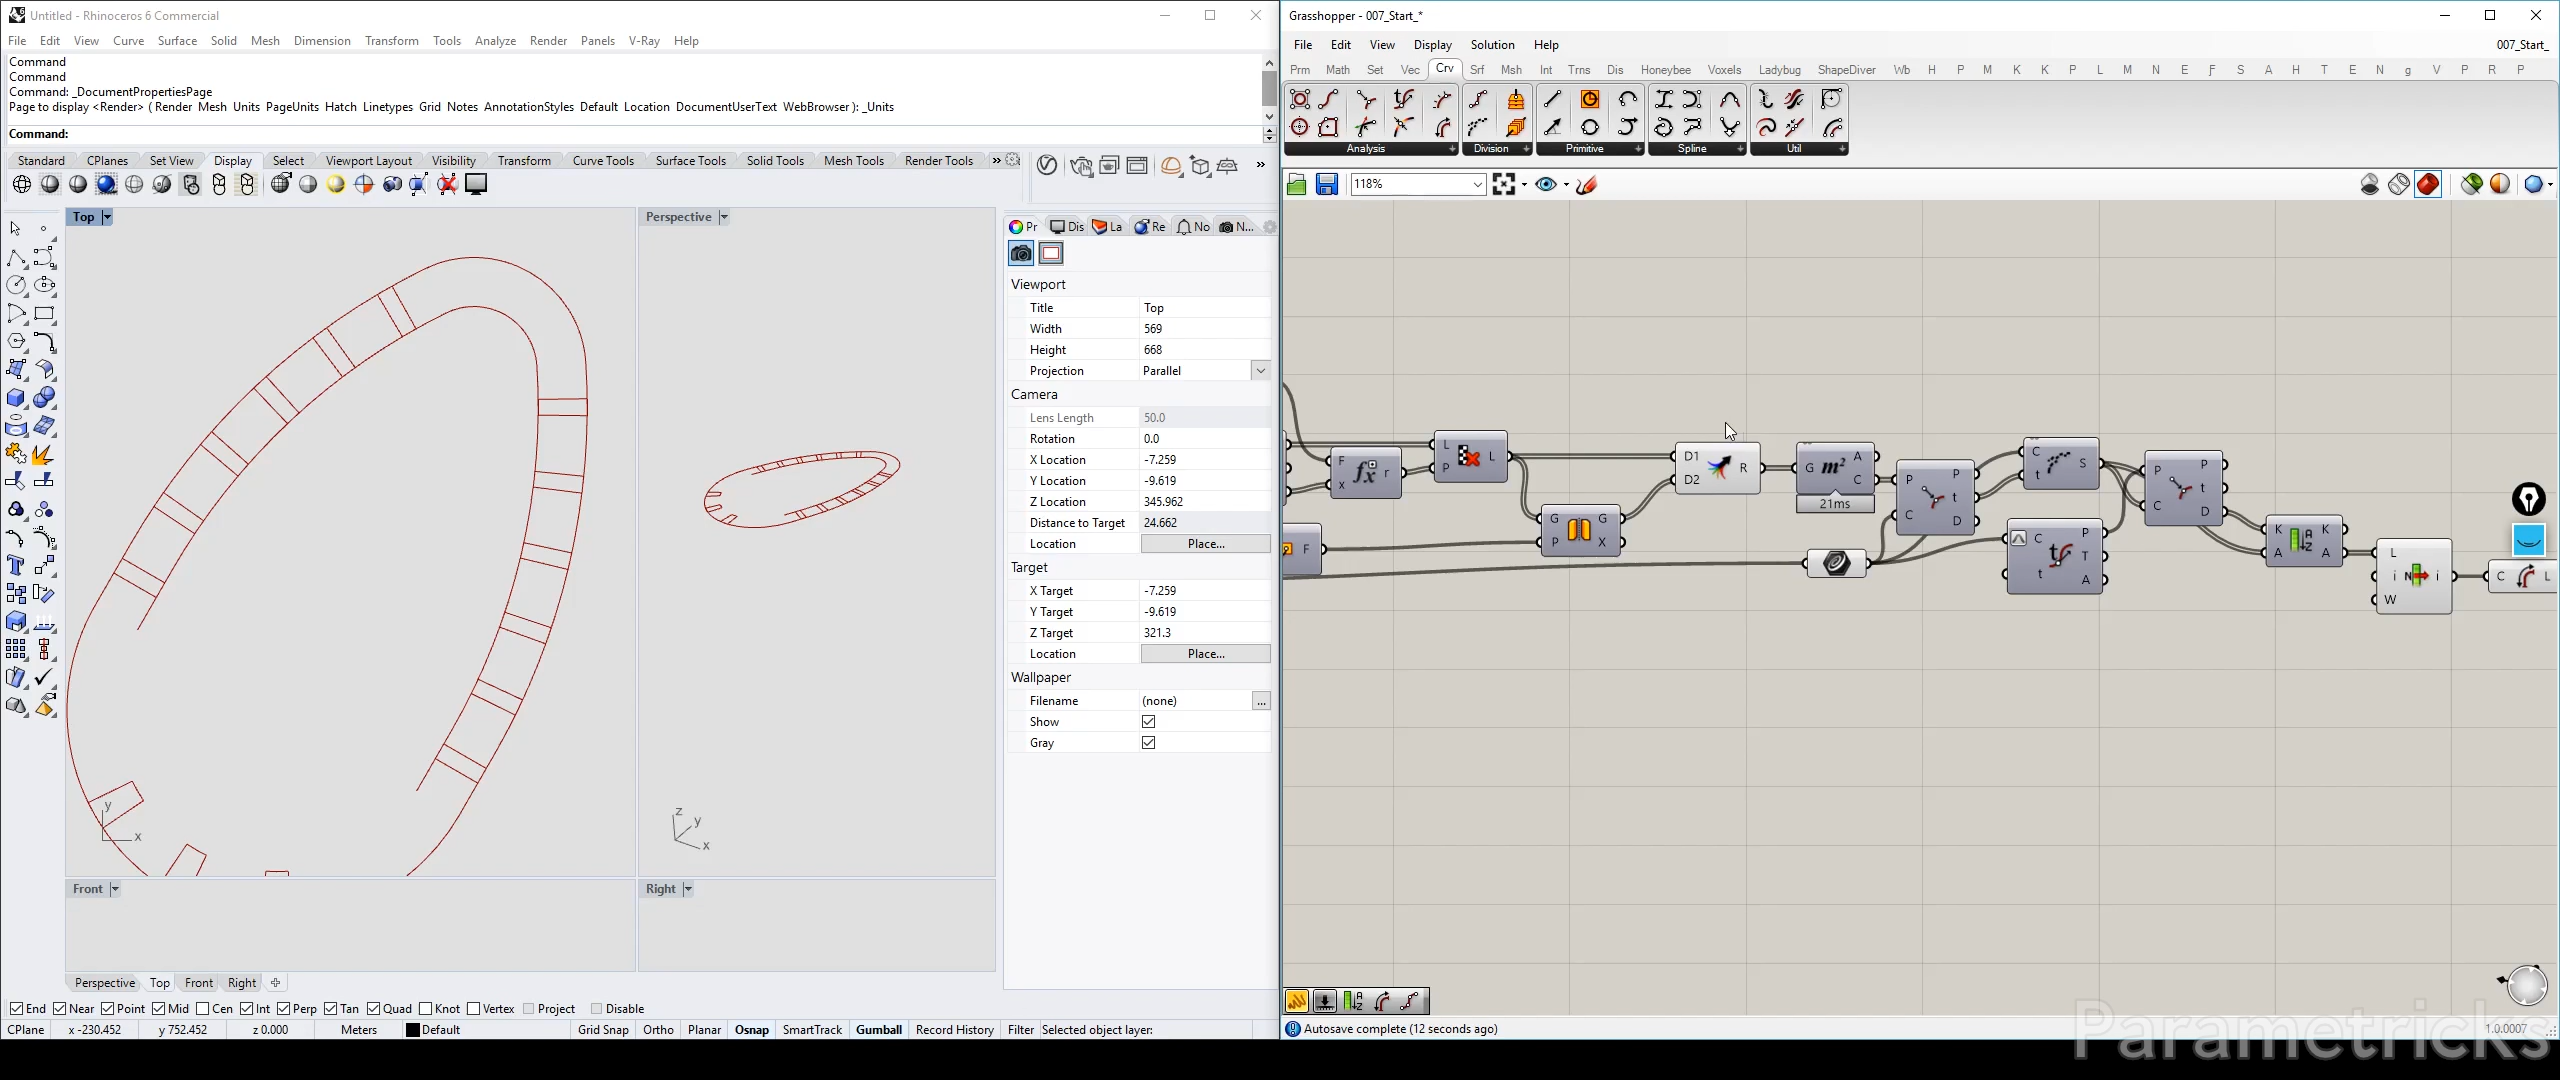 Untitled - Rhinoceros 6 Commercial
File Edit View Curve Surface Solid Mesh Dimension Transform Tools Analyze Render Panels V-Ray Help
Command
Command
Command: _DocumentPropertiesPage
Page to display <Render> ( Render Mesh Units PageUnits Hatch Linetypes Grid Notes AnnotationStyles Default Location DocumentUserText WebBrowser ): _Units
Command:
Standard CPlanes Set View Display Select Viewport Layout Visibility Transform Curve Tools Surface Tools Solid Tools Mesh Tools Render Tools »
»
Top
Perspective
Pr Dis La Re No N...
Viewport
Title Top
Width 569
Height 668
Projection Parallel
Camera
Lens Length 50.0
Rotation 0.0
X Location -7.259
Y Location -9.619
Z Location 345.962
Distance to Target 24.662
Location Place...
Target
X Target -7.259
Y Target -9.619
Z Target 321.3
Location Place...
Wallpaper
Filename (none) ...
Show
Gray
y
x
z
y
x
Front
Right
Perspective Top Front Right
End Near Point Mid Cen Int Perp Tan Quad Knot Vertex Project Disable
CPlane x -230.452 y 752.452 z 0.000 Meters Default Grid Snap Ortho Planar Osnap SmartTrack Gumball Record History Filter Selected object layer:
Grasshopper - 007_Start_*
File Edit View Display Solution Help
007_Start_
Prm Math Set Vec Crv Srf Msh Int Trns Dis Honeybee Voxels Ladybug ShapeDiver Wb H P M K K P L M N E F S A H T E N g V P R P
Analysis Division Primitive Spline Util
118%
F x fx r
L P L
F
G P G X
D1 D2 R
G m² A C
21ms
P C P t D
C t S
C t P T A
P C P t D
K A K A
L i W N i
C L
Autosave complete (12 seconds ago)
1.0.0007
Parametricks